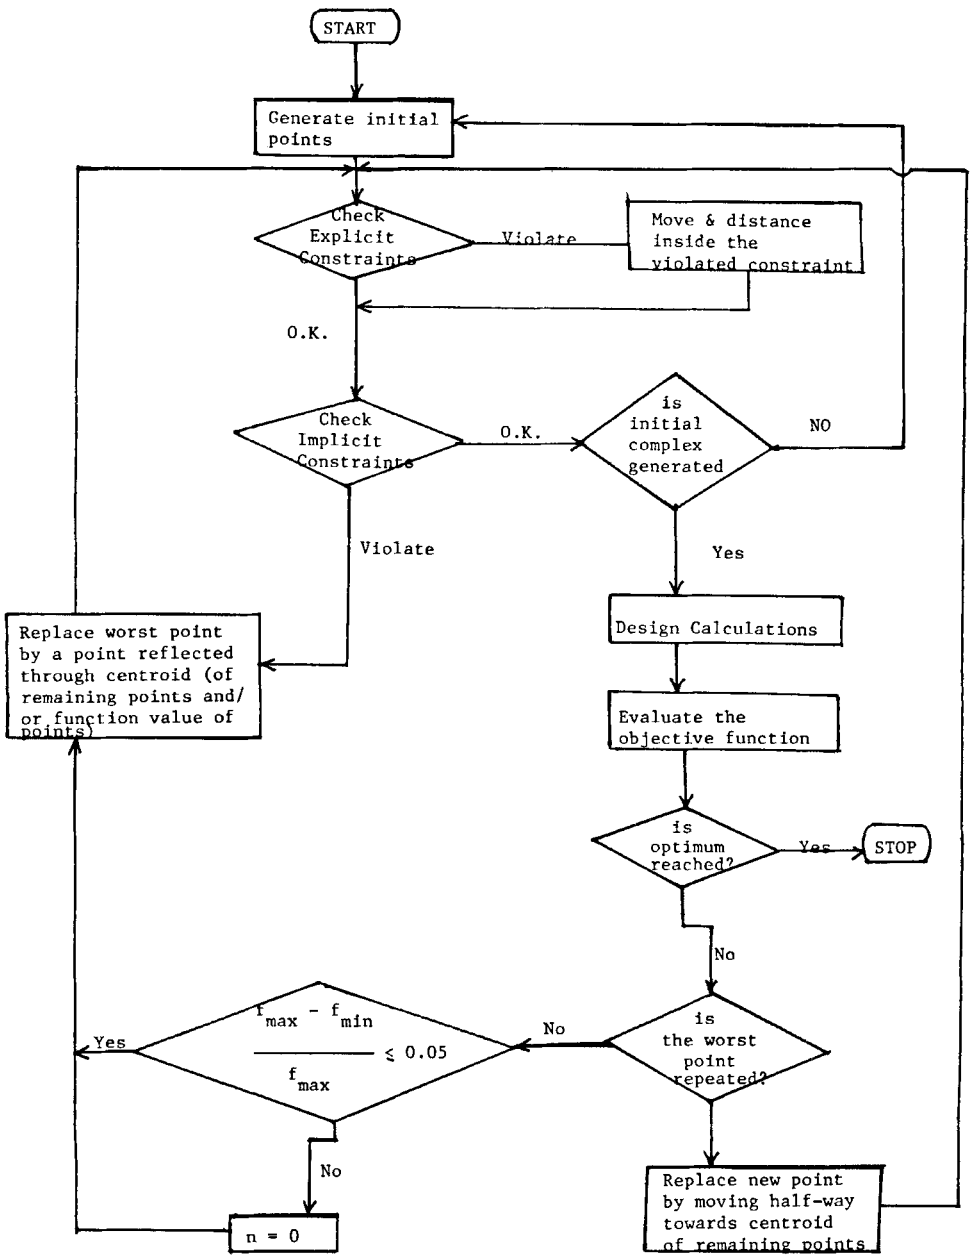 START
Generate initial
points
Check
Explicit
Constraints
Violate
Move & distance
inside the
violated constraint
O.K.
Check
Implicit
Constraints
O.K.
is
initial
complex
generated
NO
Violate
Yes
Replace worst point
by a point reflected
through centroid (of
remaining points and/
or function value of
points)
Design Calculations
Evaluate the
objective function
is
optimum
reached?
Yes
STOP
No
is
the worst
point
repeated?
No
f max - f min
f max
≤ 0.05
Yes
No
n = 0
Replace new point
by moving half-way
towards centroid
of remaining points